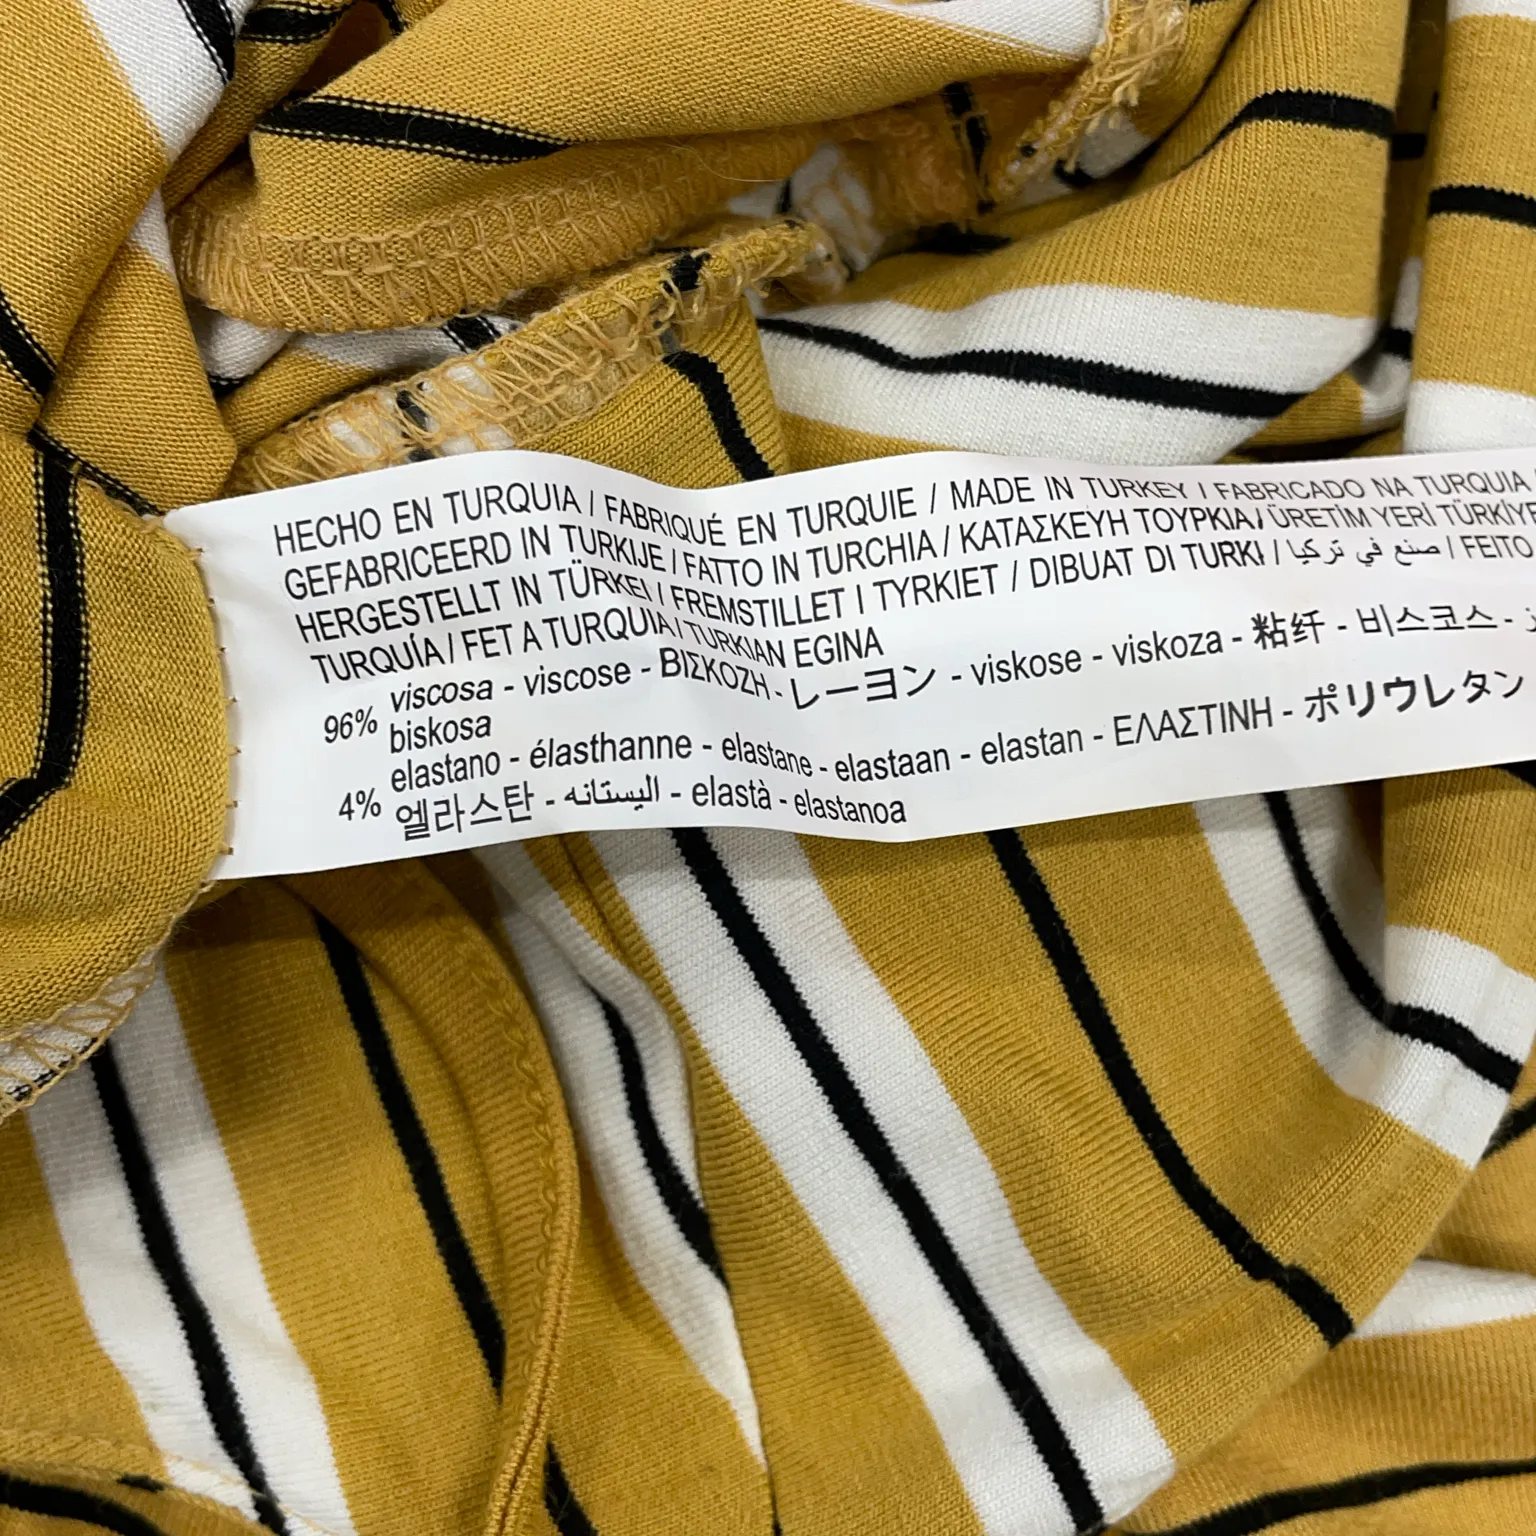 HECHO EN TURQUIA / FABRIQUÉ EN TURQUIE / MADE IN TURKEY / FABRICADO NA TURQUIA /
GEFABRICEERD IN TURKIJE / FATTO IN TURCHIA / ΚΑΤΑΣΚΕΥΗ ΤΟΥΡΚΙΑ / ÜRETİM YERİ TÜRKİYE
HERGESTELLT IN TÜRKEI / FREMSTILLET I TYRKIET / DIBUAT DI TURKI / صنع في تركيا / FEITO
TURQUÍA / FET A TURQUIA / TURKIAN EGINA
96% viscosa - viscose - ΒΙΣΚΟΖΗ - レーヨン - viskose - viskoza - 粘纤 - 비스코스 -
biskosa
4% elastano - élasthanne - elastane - elastaan - elastan - ΕΛΑΣΤΙΝΗ - ポリウレタン
엘라스탄 - اليستانه - elastà - elastanoa